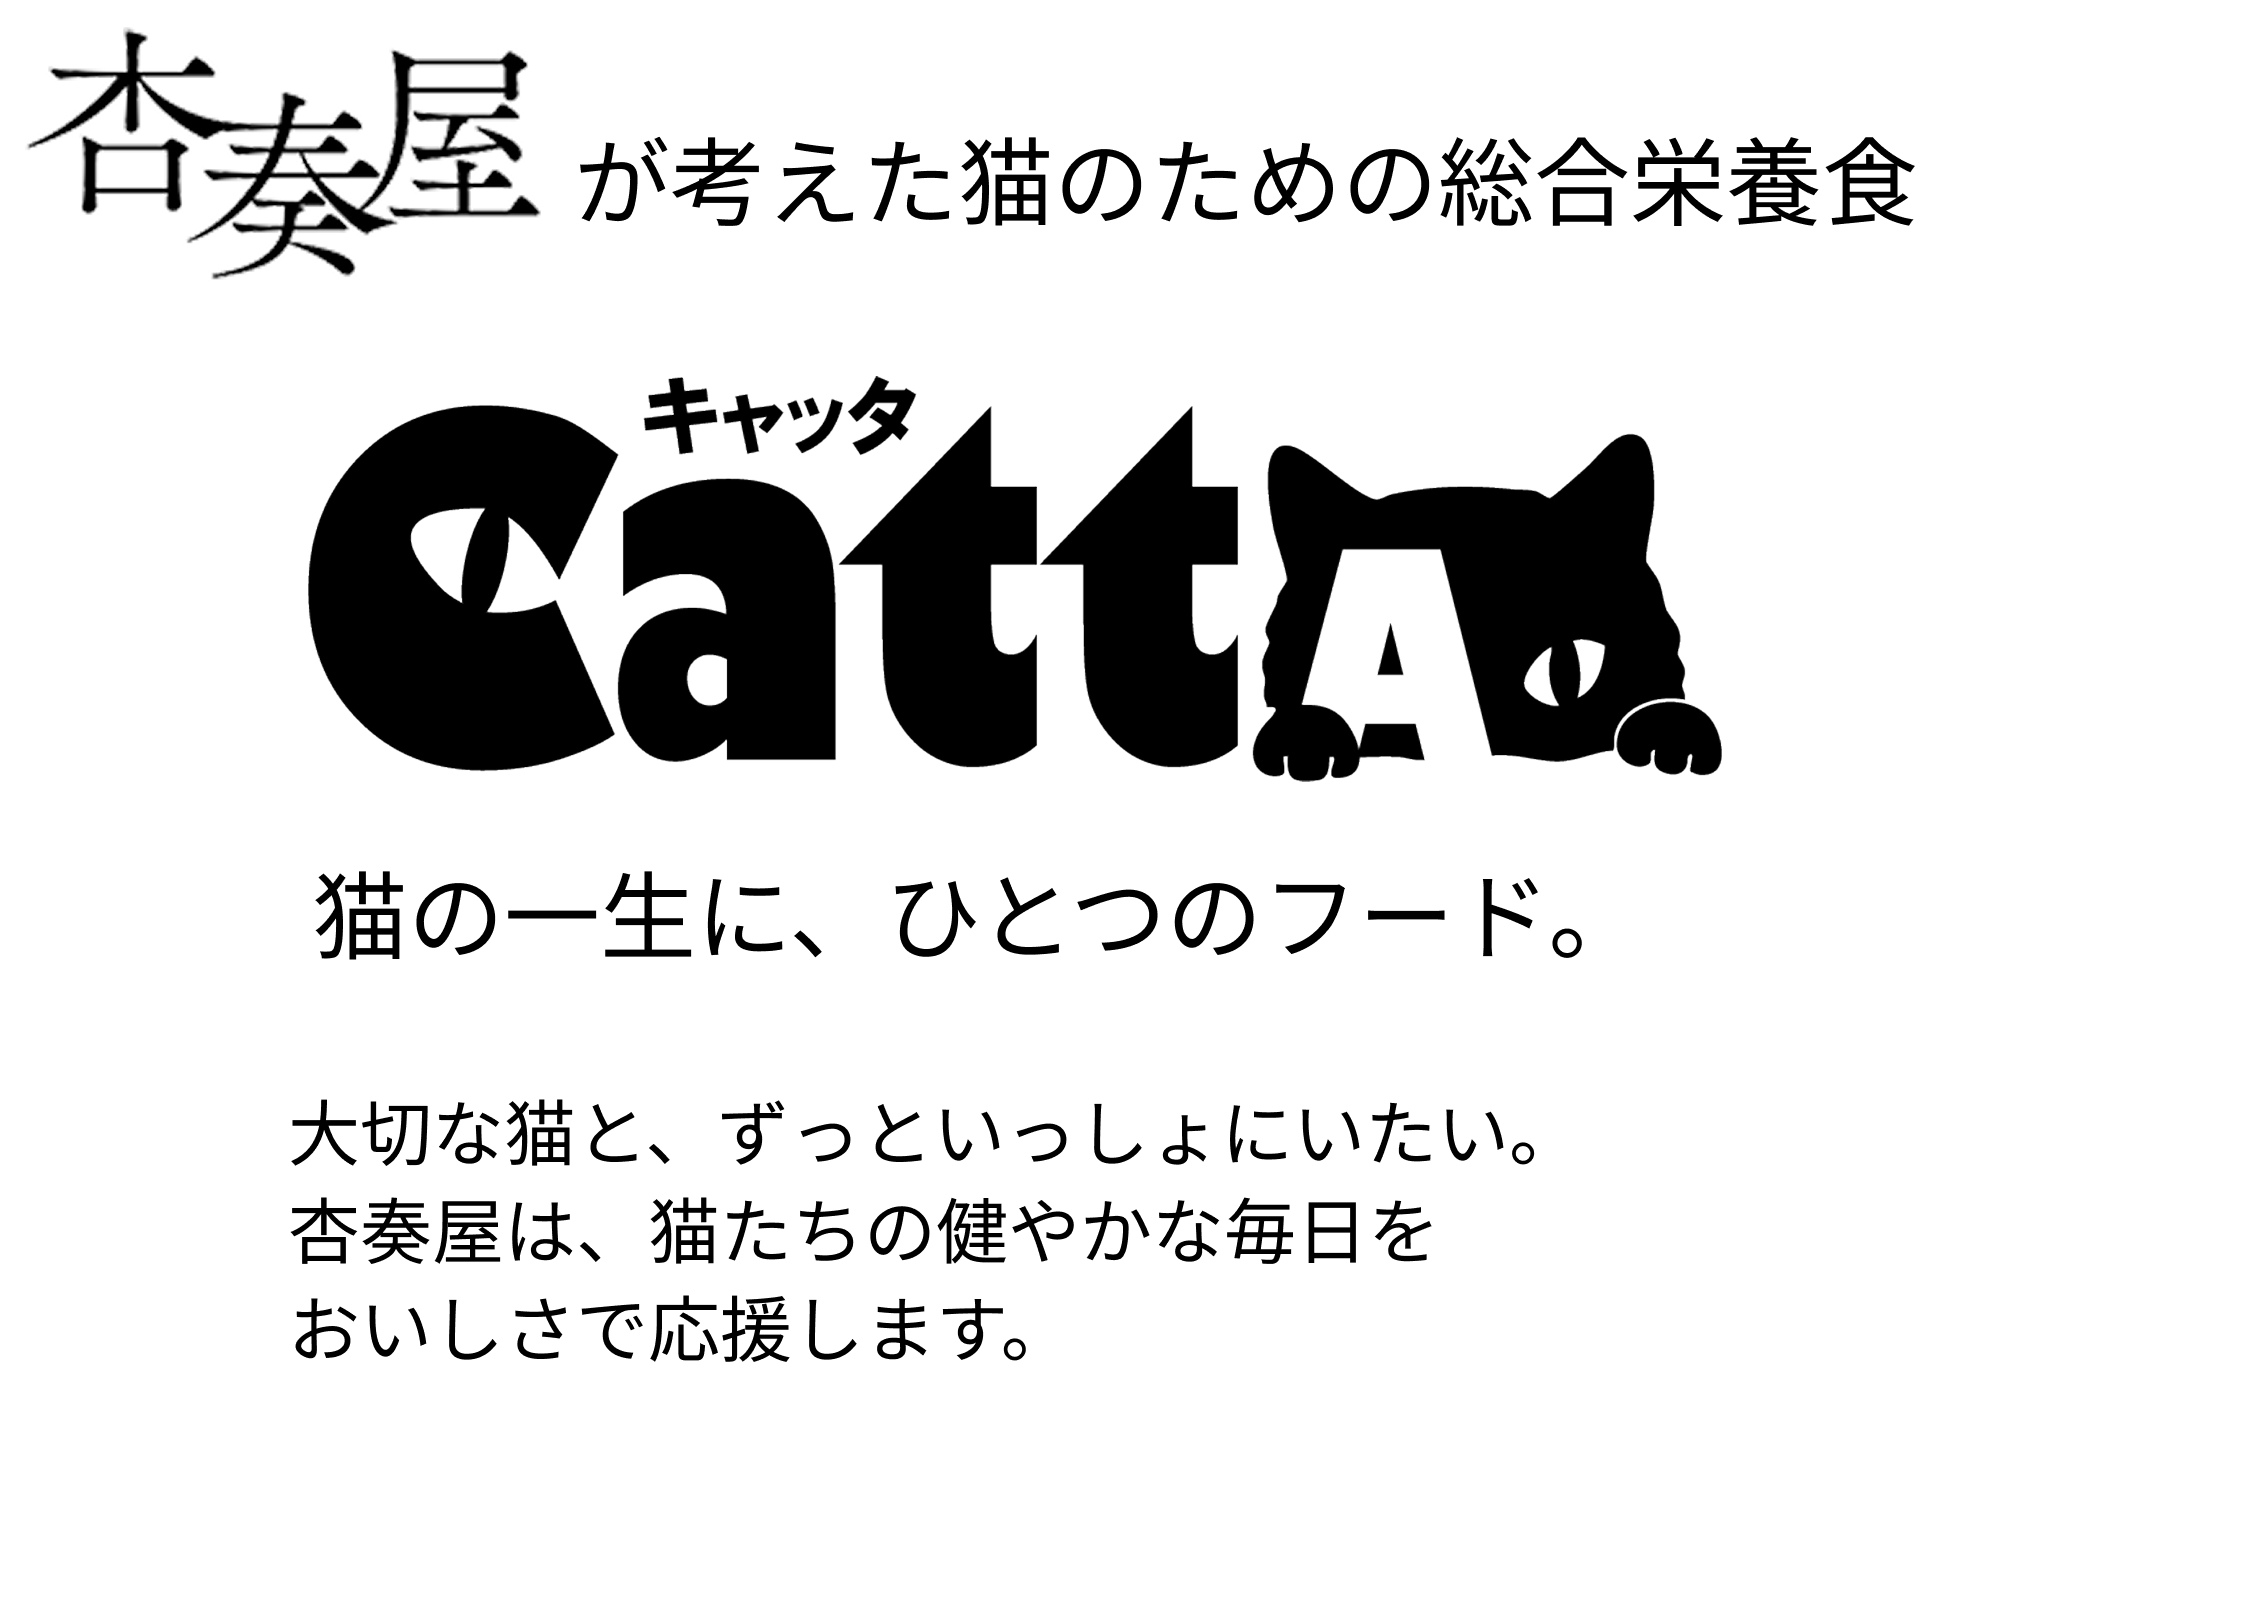 杏奏屋が考えた猫のための総合栄養食
キャッタ
CattA
猫の一生に、ひとつのフード。
大切な猫と、ずっといっしょにいたい。
杏奏屋は、猫たちの健やかな毎日を
おいしさで応援します。